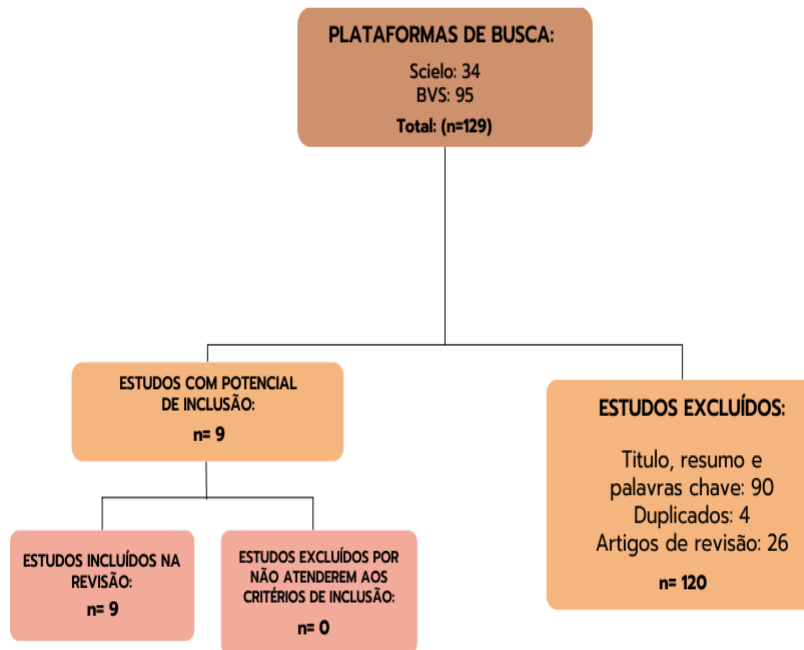 PLATAFORMAS DE BUSCA:
Scielo: 34
BVS: 95
Total: (n=129)
ESTUDOS COM POTENCIAL
DE INCLUSÃO:
n= 9
ESTUDOS EXCLUÍDOS:
Titulo, resumo e
palavras chave: 90
Duplicados: 4
Artigos de revisão: 26
n= 120
ESTUDOS INCLUÍDOS NA
REVISÃO:
n= 9
ESTUDOS EXCLUÍDOS POR
NÃO ATENDEREM AOS
CRITÉRIOS DE INCLUSÃO:
n= 0